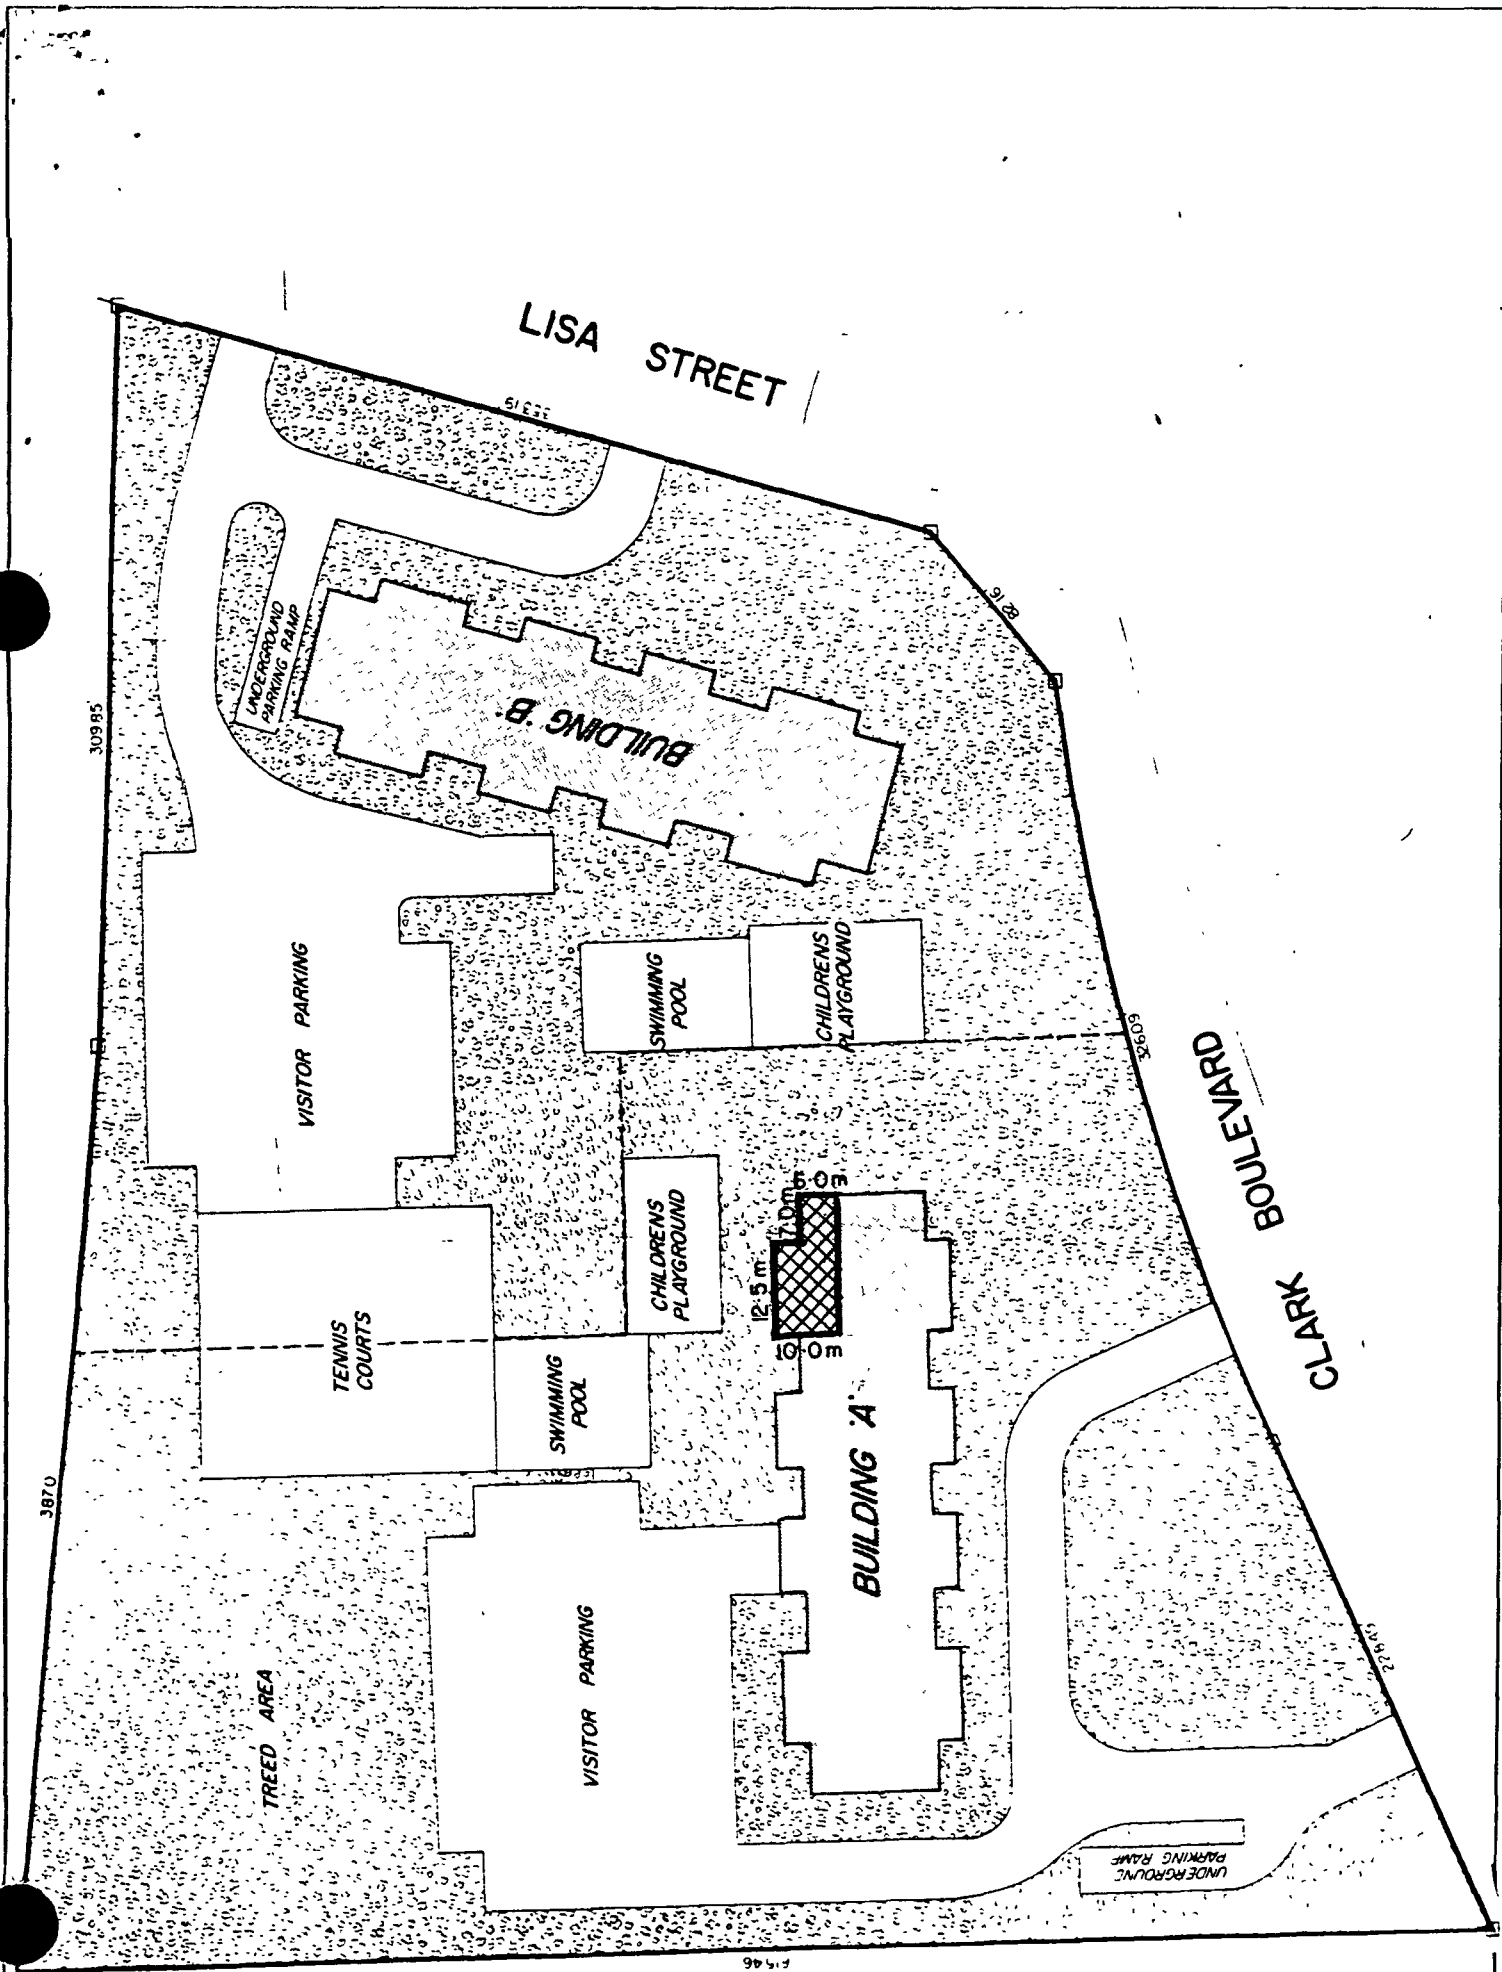 LISA STREET
30985
8216
UNDERGROUND
PARKING RAMP
BUILDING 'B'
VISITOR PARKING
SWIMMING
POOL
CHILDRENS
PLAYGROUND
32609
CLARK BOULEVARD
CHILDRENS
PLAYGROUND
6·0m
7·0m
12·5m
10·0m
TENNIS
COURTS
SWIMMING
POOL
3870
BUILDING 'A'
VISITOR PARKING
TREED AREA
UNDERGROUND
PARKING RAMP